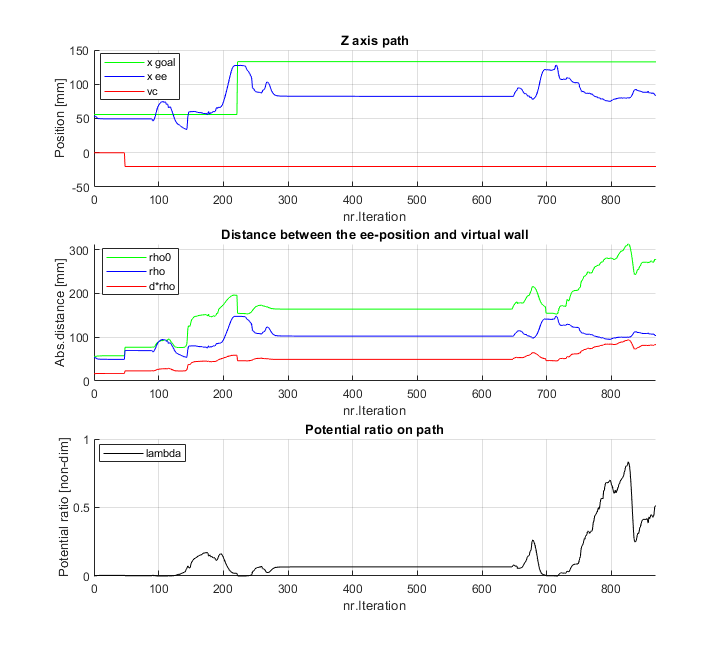 Z axis path
150
100
50
0
-50
Position [mm]
x goal
x ee
vc
0 100 200 300 400 500 600 700 800
nr.Iteration
Distance between the ee-position and virtual wall
300
200
100
0
Abs.distance [mm]
rho0
rho
d*rho
0 100 200 300 400 500 600 700 800
nr.Iteration
Potential ratio on path
1
0.5
0
Potential ratio [non-dim]
lambda
0 100 200 300 400 500 600 700 800
nr.Iteration